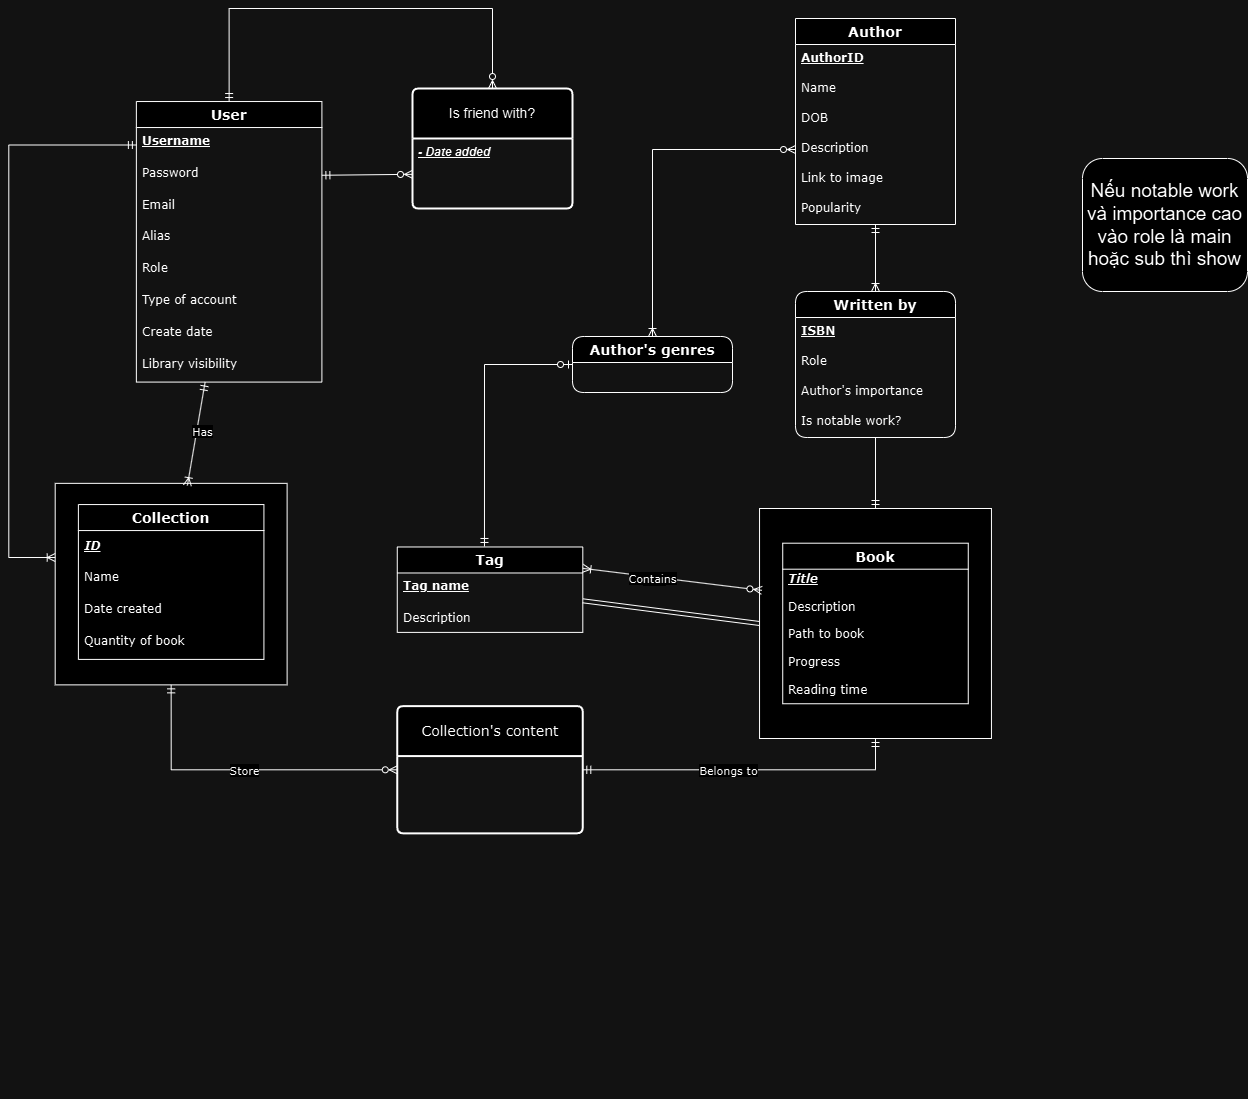 User
Username
Password
Email
Alias
Role
Type of account
Create date
Library visibility
Is friend with?
- Date added
Author
AuthorID
Name
DOB
Description
Link to image
Popularity
Nếu notable work
và importance cao
vào role là main
hoặc sub thì show
Written by
ISBN
Role
Author's importance
Is notable work?
Author's genres
Has
Collection
ID
Name
Date created
Quantity of book
Tag
Tag name
Description
Contains
Book
Title
Description
Path to book
Progress
Reading time
Collection's content
Store
Belongs to